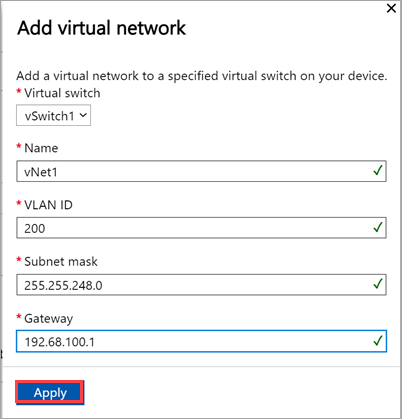 Add virtual network
Add a virtual network to a specified virtual switch on your device.
* Virtual switch
vSwitch1
* Name
vNet1
* VLAN ID
200
* Subnet mask
255.255.248.0
* Gateway
192.68.100.1
Apply